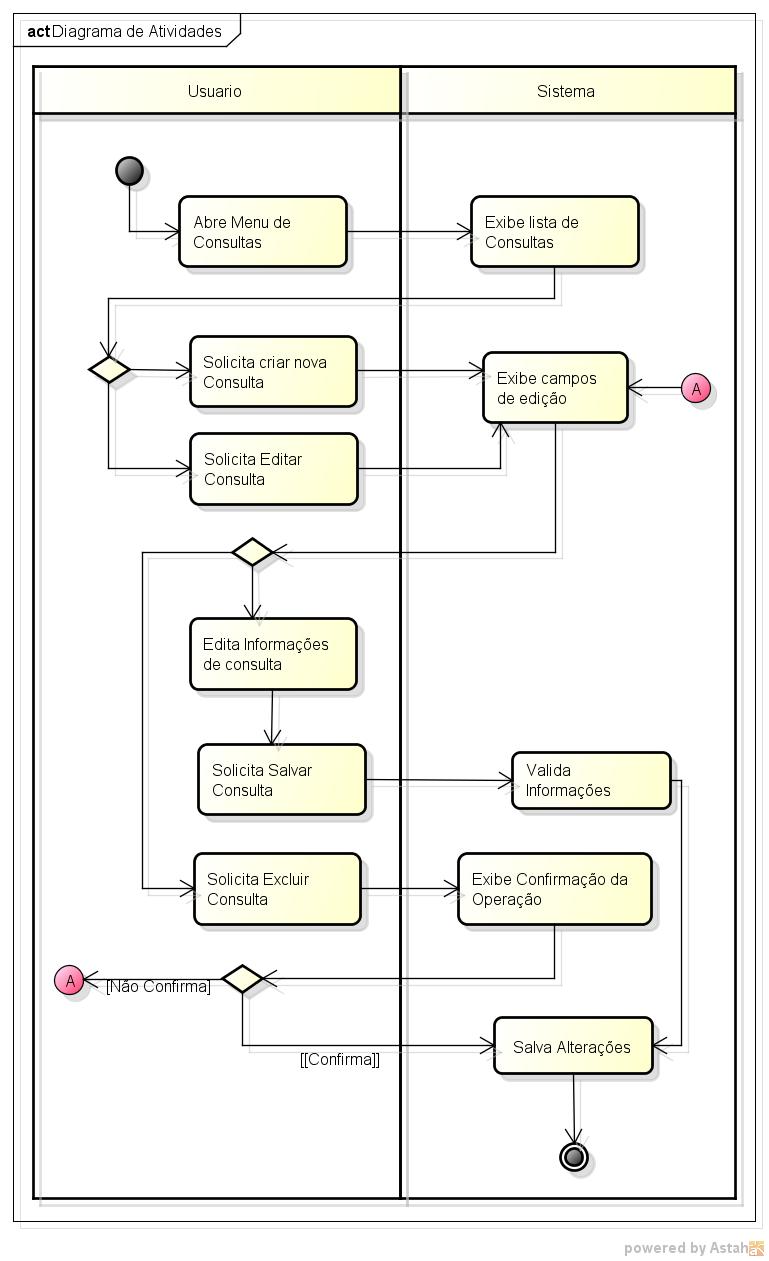 act Diagrama de Atividades
Usuario
Sistema
Abre Menu de
Consultas
Exibe lista de
Consultas
Solicita criar nova
Consulta
Exibe campos
de edição
A
Solicita Editar
Consulta
Edita Informações
de consulta
Solicita Salvar
Consulta
Valida
Informações
Solicita Excluir
Consulta
Exibe Confirmação da
Operação
A
[Não Confirma]
[[Confirma]]
Salva Alterações
powered by Astah